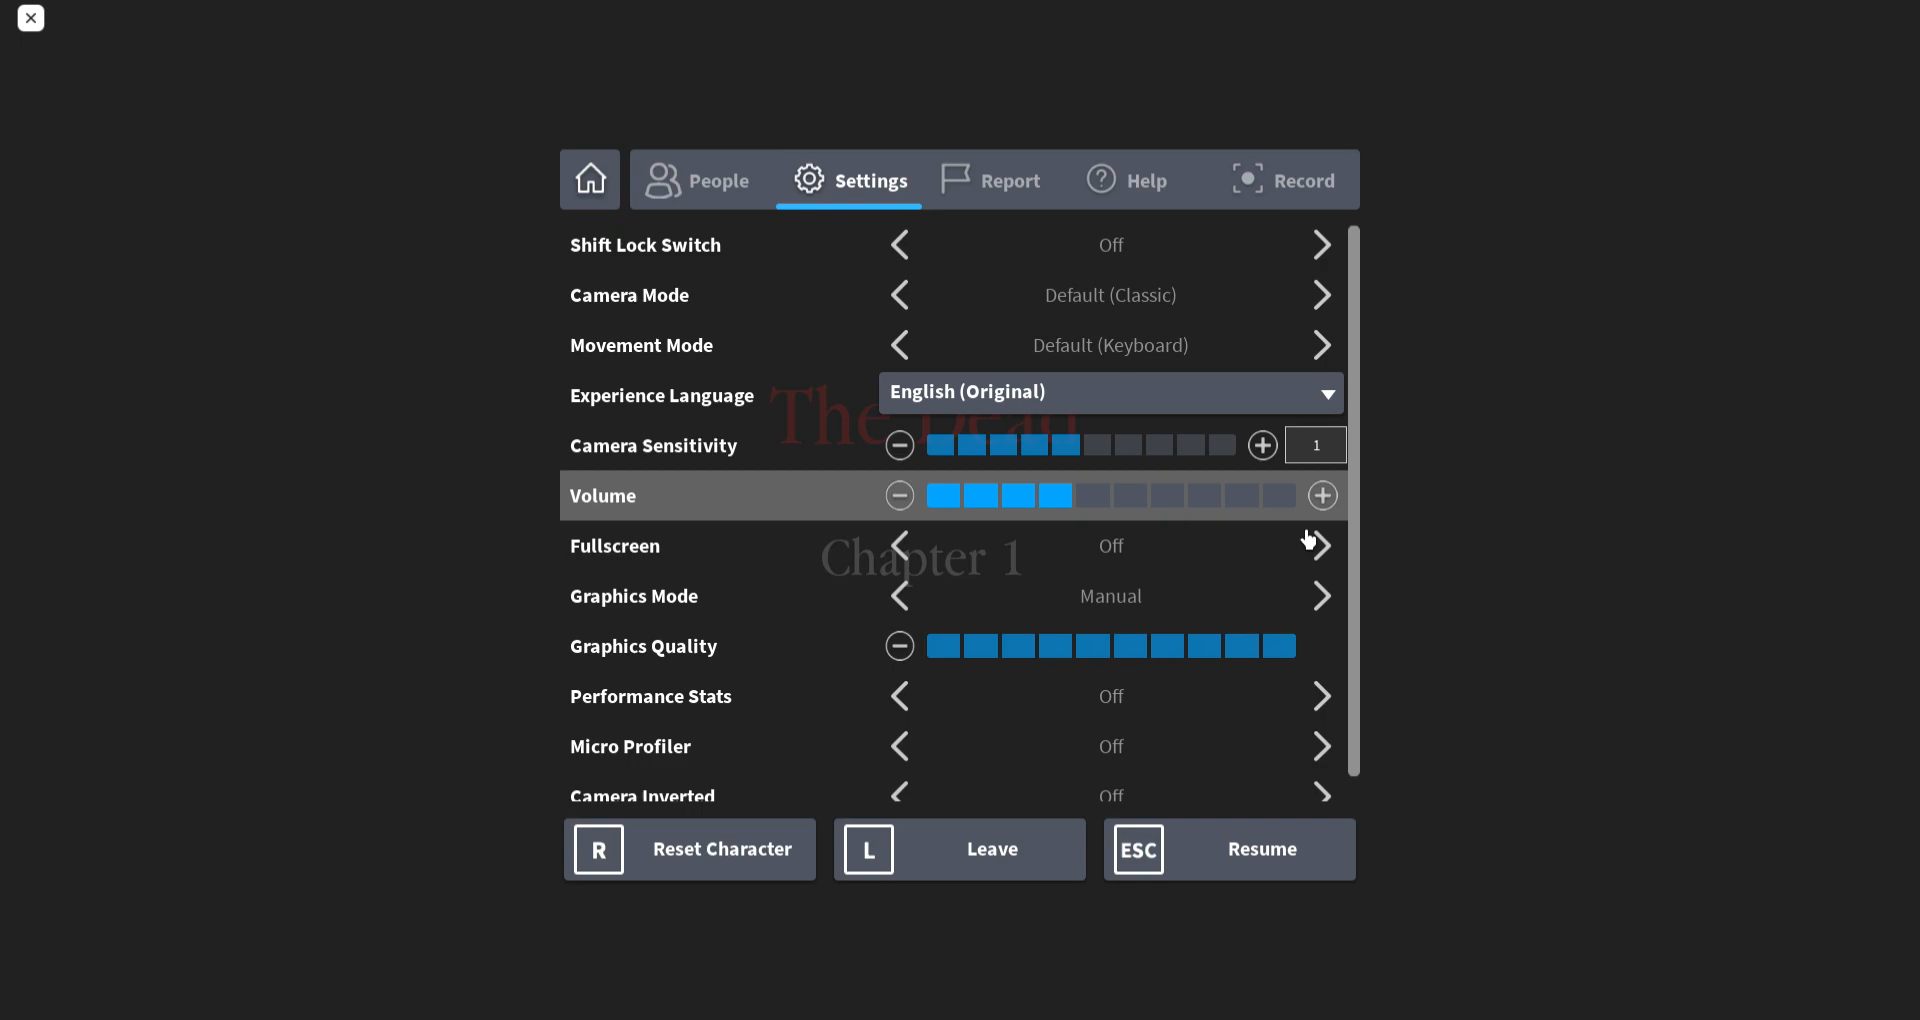 People
Settings
Report
Help
Record
Shift Lock Switch
Off
Camera Mode
Default (Classic)
Movement Mode
Default (Keyboard)
Experience Language
English (Original)
The Dead
Camera Sensitivity
1
Volume
Fullscreen
Off
Chapter 1
Graphics Mode
Manual
Graphics Quality
Performance Stats
Off
Micro Profiler
Off
Camera Inverted
Off
R
Reset Character
L
Leave
ESC
Resume